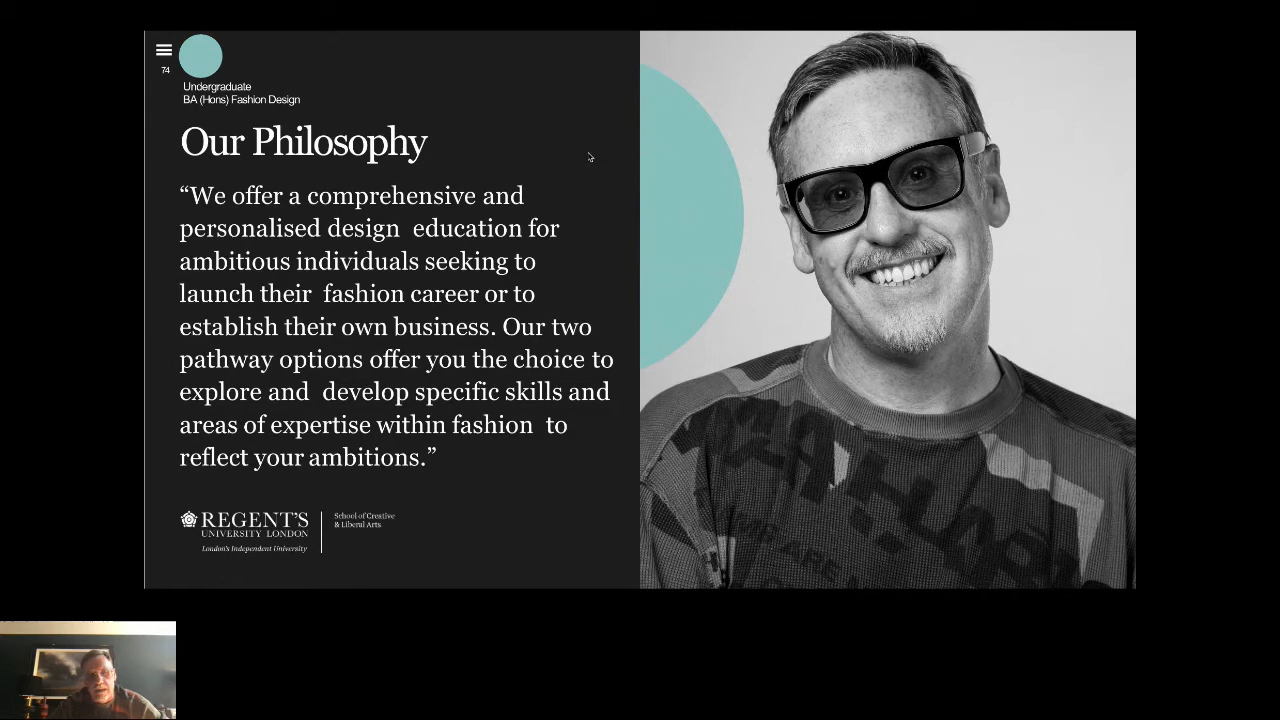 74
Undergraduate
BA (Hons) Fashion Design
Our Philosophy
“We offer a comprehensive and
personalised design education for
ambitious individuals seeking to
launch their fashion career or to
establish their own business. Our two
pathway options offer you the choice to
explore and develop specific skills and
areas of expertise within fashion to
reflect your ambitions.”
REGENT'S
UNIVERSITY LONDON
London's Independent University
School of Creative
& Liberal Arts